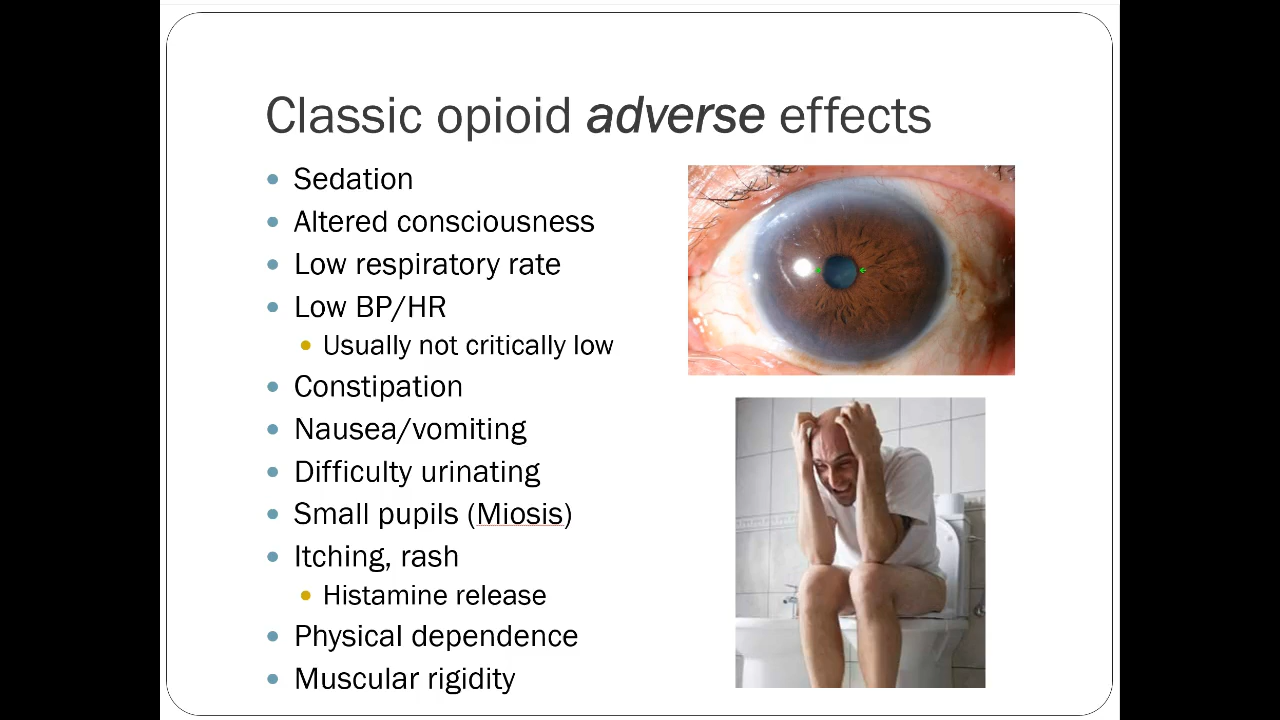 Classic opioid adverse effects
Sedation
Altered consciousness
Low respiratory rate
Low BP/HR
Usually not critically low
Constipation
Nausea/vomiting
Difficulty urinating
Small pupils (Miosis)
Itching, rash
Histamine release
Physical dependence
Muscular rigidity